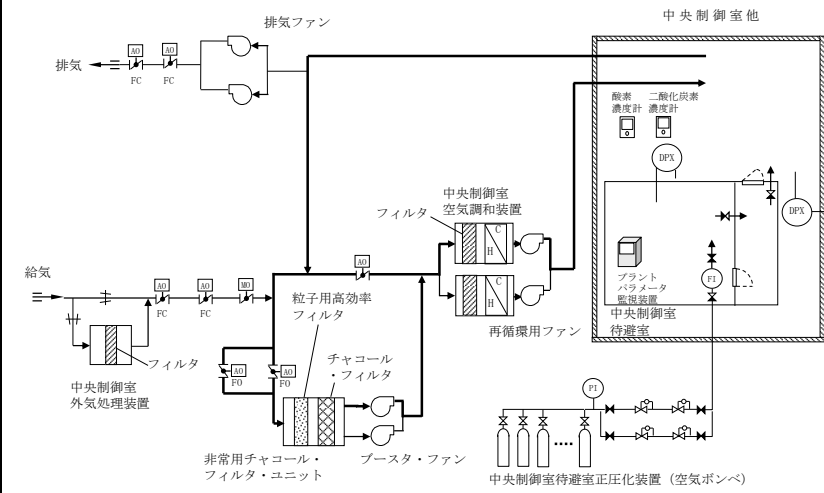 中央制御室他
排気ファン
排気
AO
AO
FC
FC
酸素
濃度計
二酸化炭素
濃度計
DPX
DPX
中央制御室
空気調和装置
フィルタ
C
H
C
H
再循環用ファン
プラント
パラメータ
監視装置
FI
中央制御室
待避室
給気
AO
AO
MO
FC
FC
AO
フィルタ
中央制御室
外気処理装置
粒子用高効率
フィルタ
チャコール
・フィルタ
AO
FO
AO
FO
非常用チャコール・
フィルタ・ユニット
ブースタ・ファン
PI
中央制御室待避室正圧化装置（空気ボンベ）